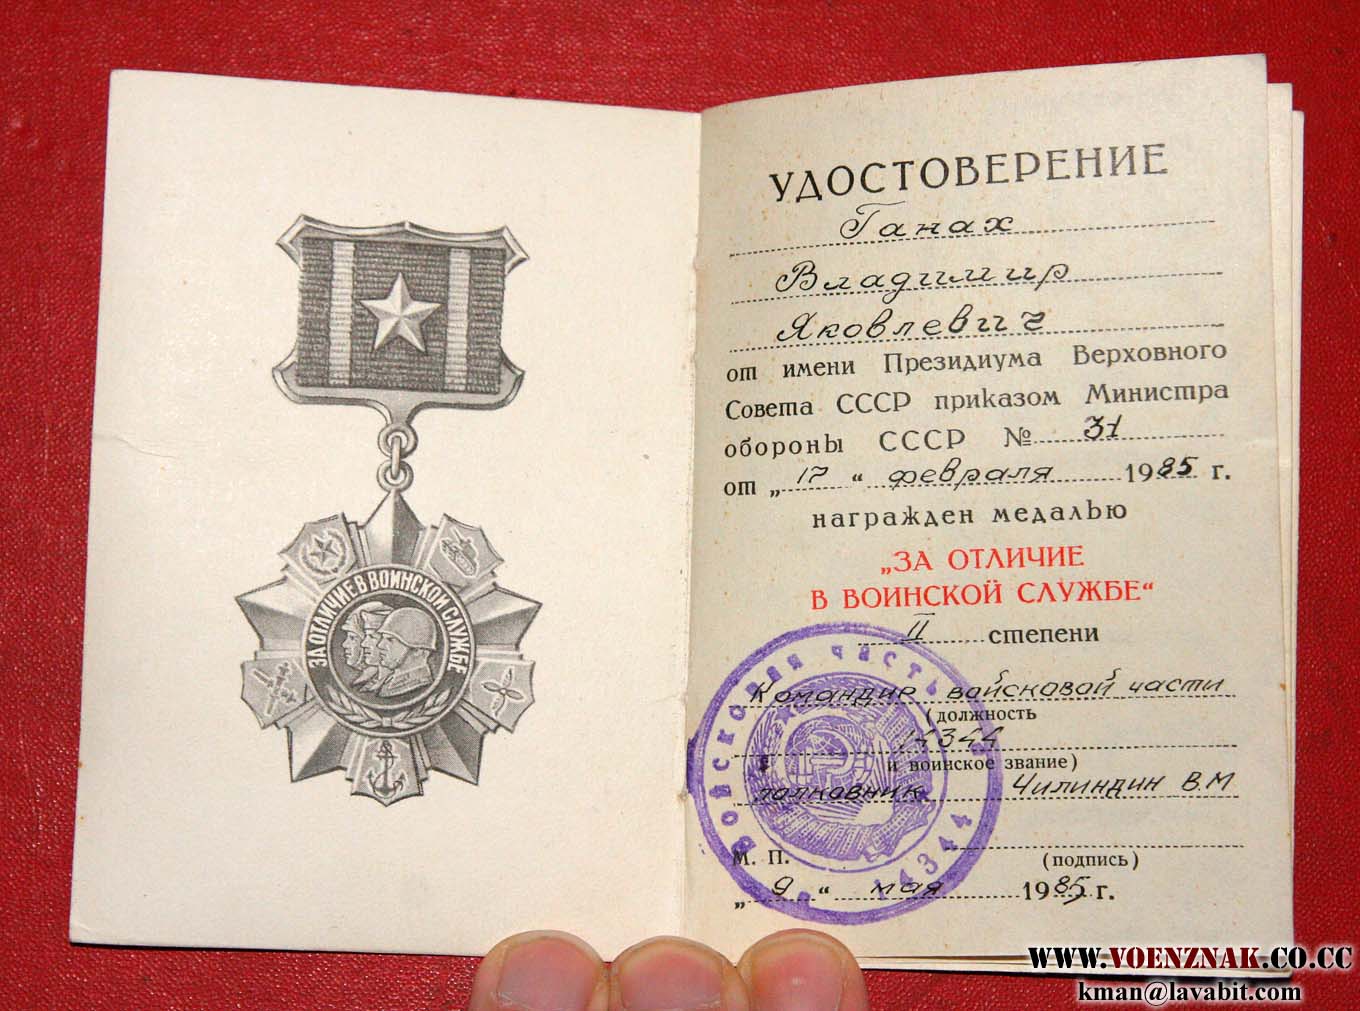 ЗА ОТЛИЧИЕ В ВОИНСКОЙ СЛУЖБЕ
УДОСТОВЕРЕНИЕ
Ганах
Владимир
Яковлевич
от имени Президиума Верховного
Совета СССР приказом Министра
обороны СССР № 31
от „17“ февраля 1985 г.
награжден медалью
„ЗА ОТЛИЧИЕ
В ВОИНСКОЙ СЛУЖБЕ“
II степени
Командир войсковой части
(должность
14344
и воинское звание)
полковник Чилиндин В.М
М. П. (подпись)
„9“ мая 1985 г.
ВОЙСКОВАЯ ЧАСТЬ 14344
WWW.VOENZNAK.CO.CC
kman@lavabit.com